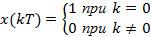 x(kT) = {1 при k = 0
0 при k ≠ 0